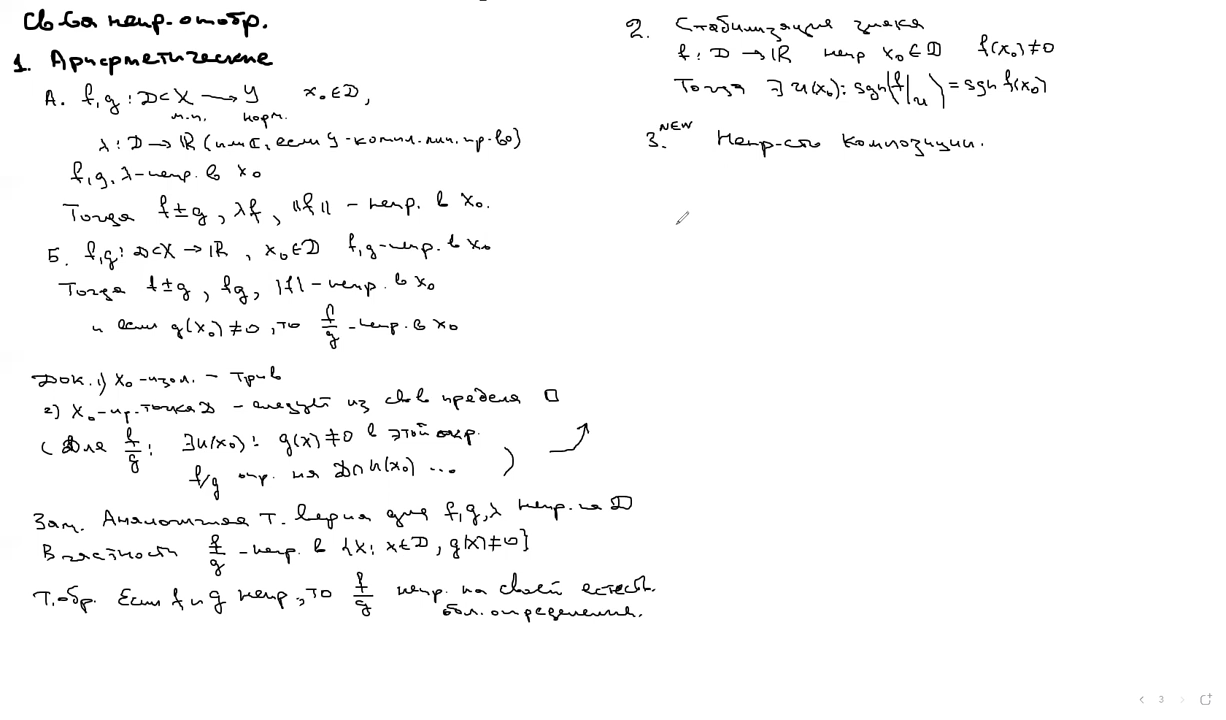 Св-ва непр. отобр.
1. Арифметические
А. f,g : D⊂X → Y x₀∈D,
м.п. норм.
λ : D → ℝ (или ℂ, если Y - компл. лин. пр-во)
f,g,λ - непр. в x₀
Тогда f±g, λf, ‖f‖ - непр. в x₀.
Б. f,g : D⊂X → ℝ, x₀∈D f,g - непр. в x₀
Тогда f±g, fg, |f| - непр. в x₀
и если g(x₀)≠0, то f/g - непр. в x₀
Док. 1) x₀ - изол. - трив
2) x₀ - пр. точка D - следует из св-в предела □
(Для f/g : ∃U(x₀) : g(x)≠0 в этой окр.
f/g опр. на D∩U(x₀) ... )
Зам. Аналогичная т. верна для f,g,λ непр. на D
В частности f/g - непр. в {x : x∈D, g(x)≠0}
Т. обр. Если f и g непр., то f/g непр. на своей естеств.
обл. определения.
2. Стабилизация знака
f : D → ℝ непр x₀∈D f(x₀)≠0
Тогда ∃ U(x₀) : sgn(f|_U) = sgn f(x₀)
3. NEW Непр-сть композиции.
3